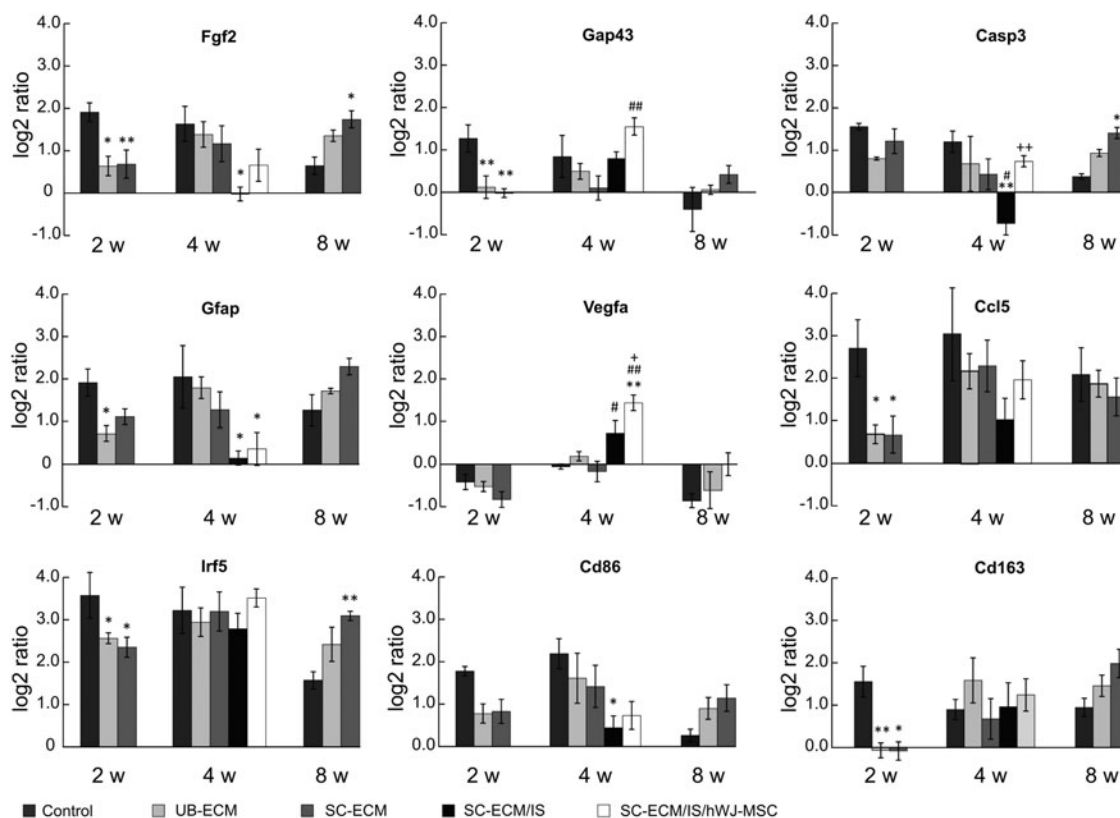 Fgf2
Gap43
Casp3
4.0
3.0
2.0
1.0
0
-1.0
log2 ratio
*
**
*
*
2 w
4 w
8 w
4.0
3.0
2.0
1.0
0.0
-1.0
log2 ratio
**
**
##
2 w
4 w
8 w
4.0
3.0
2.0
1.0
0.0
-1.0
log2 ratio
#
**
++
*
2 w
4 w
8 w
Gfap
Vegfa
Ccl5
4.0
3.0
2.0
1.0
0
-1.0
log2 ratio
*
*
*
2 w
4 w
8 w
4.0
3.0
2.0
1.0
0.0
-1.0
log2 ratio
#
+
##
**
2 w
4 w
8 w
4.0
3.0
2.0
1.0
0.0
log2 ratio
*
*
2 w
4 w
8 w
Irf5
Cd86
Cd163
4.0
3.0
2.0
1.0
0
log2 ratio
*
*
**
2 w
4 w
8 w
4.0
3.0
2.0
1.0
0.0
log2 ratio
*
2 w
4 w
8 w
4.0
3.0
2.0
1.0
0.0
log2 ratio
**
*
2 w
4 w
8 w
Control UB-ECM SC-ECM SC-ECM/IS SC-ECM/IS/hWJ-MSC